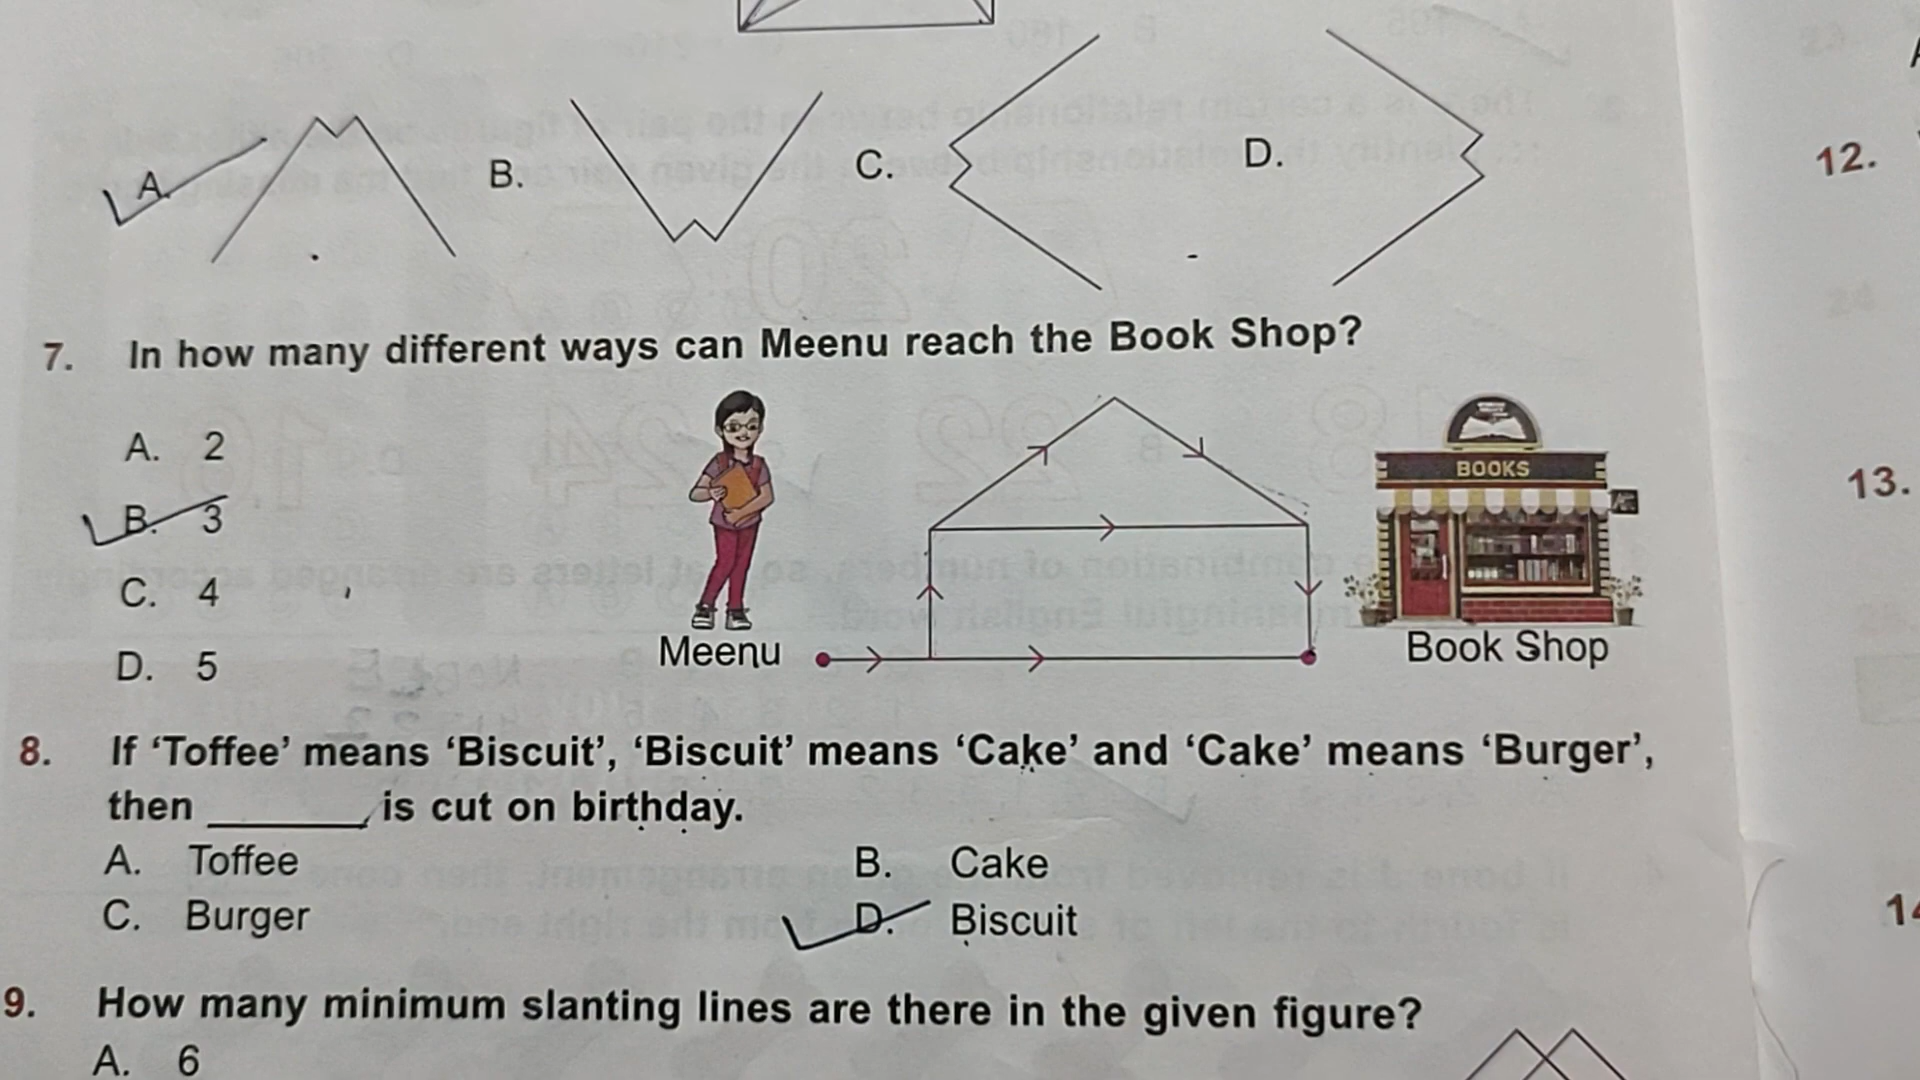 A.
B.
C.
D.
12.
7. In how many different ways can Meenu reach the Book Shop?
A. 2
B. 3
C. 4
D. 5
BOOKS
Meenu
Book Shop
13.
8. If ‘Toffee’ means ‘Biscuit’, ‘Biscuit’ means ‘Cake’ and ‘Cake’ means ‘Burger’,
then _______ is cut on birthday.
A. Toffee
B. Cake
C. Burger
D. Biscuit
14
9. How many minimum slanting lines are there in the given figure?
A. 6